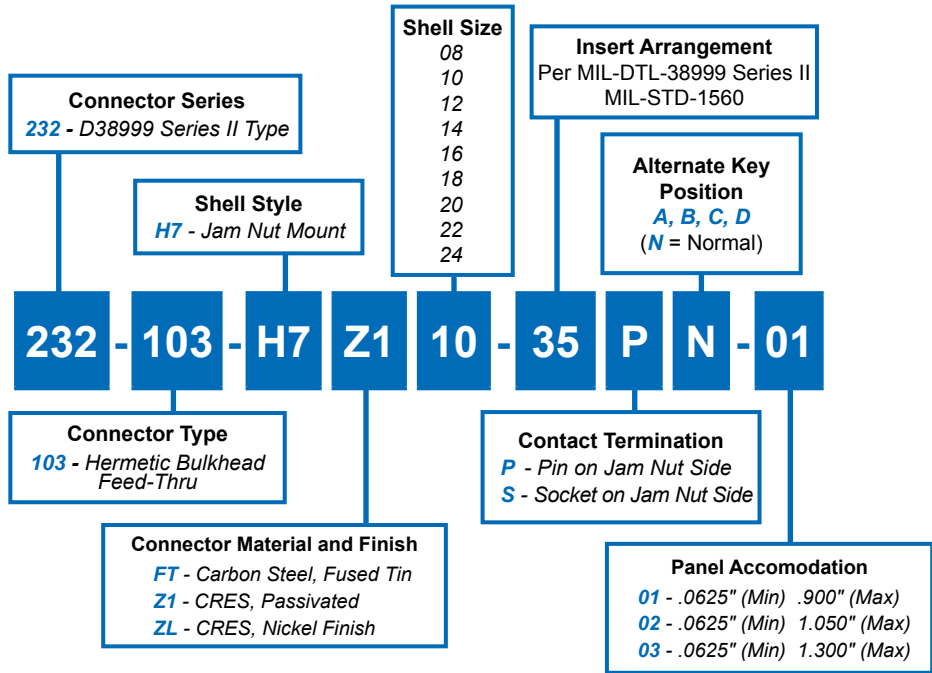 Shell Size
08
10
12
14
16
18
20
22
24
Insert Arrangement
Per MIL-DTL-38999 Series II
MIL-STD-1560
Connector Series
232 - D38999 Series II Type
Shell Style
H7 - Jam Nut Mount
Alternate Key
Position
A, B, C, D
(N = Normal)
232 - 103 - H7 Z1 10 - 35 P N - 01
Connector Type
103 - Hermetic Bulkhead
Feed-Thru
Contact Termination
P - Pin on Jam Nut Side
S - Socket on Jam Nut Side
Connector Material and Finish
FT - Carbon Steel, Fused Tin
Z1 - CRES, Passivated
ZL - CRES, Nickel Finish
Panel Accomodation
01 - .0625" (Min) .900" (Max)
02 - .0625" (Min) 1.050" (Max)
03 - .0625" (Min) 1.300" (Max)